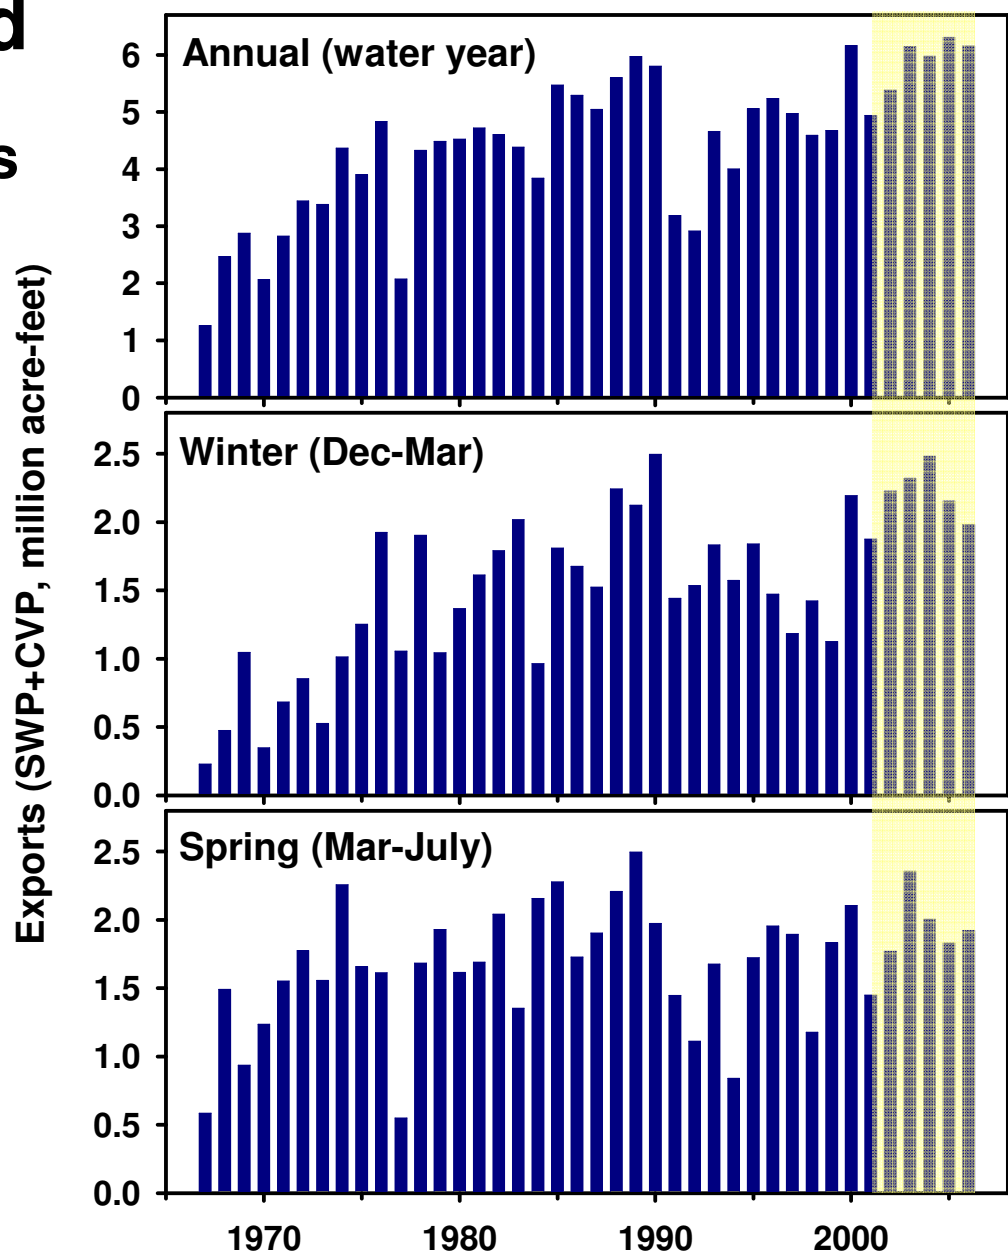 d
s
Exports (SWP+CVP, million acre-feet)
Annual (water year)
6
5
4
3
2
1
0
Winter (Dec-Mar)
2.5
2.0
1.5
1.0
0.5
0.0
Spring (Mar-July)
2.5
2.0
1.5
1.0
0.5
0.0
1970 1980 1990 2000